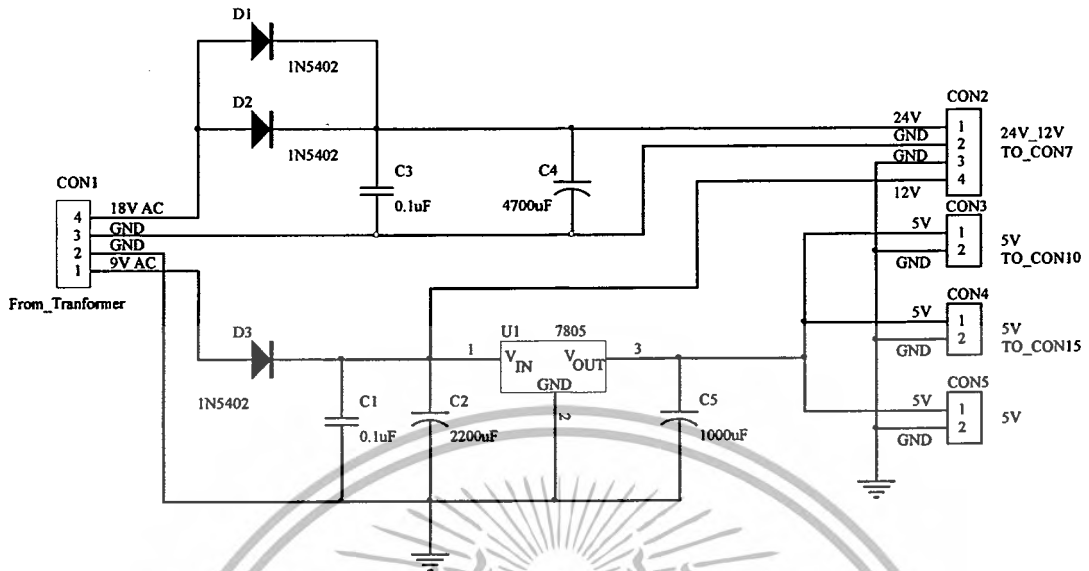 D1
1N5402
D2
1N5402
C3
0.1uF
C4
4700uF
CON1
4
3
2
1
18V AC
GND
GND
9V AC
From_Tranformer
24V
GND
GND
12V
CON2
1
2
3
4
24V_12V
TO_CON7
5V
GND
CON3
1
2
5V
TO_CON10
5V
GND
CON4
1
2
5V
TO_CON15
5V
GND
CON5
1
2
5V
D3
1N5402
C1
0.1uF
C2
2200uF
U1
7805
1
VIN
VOUT
GND
3
2
C5
1000uF